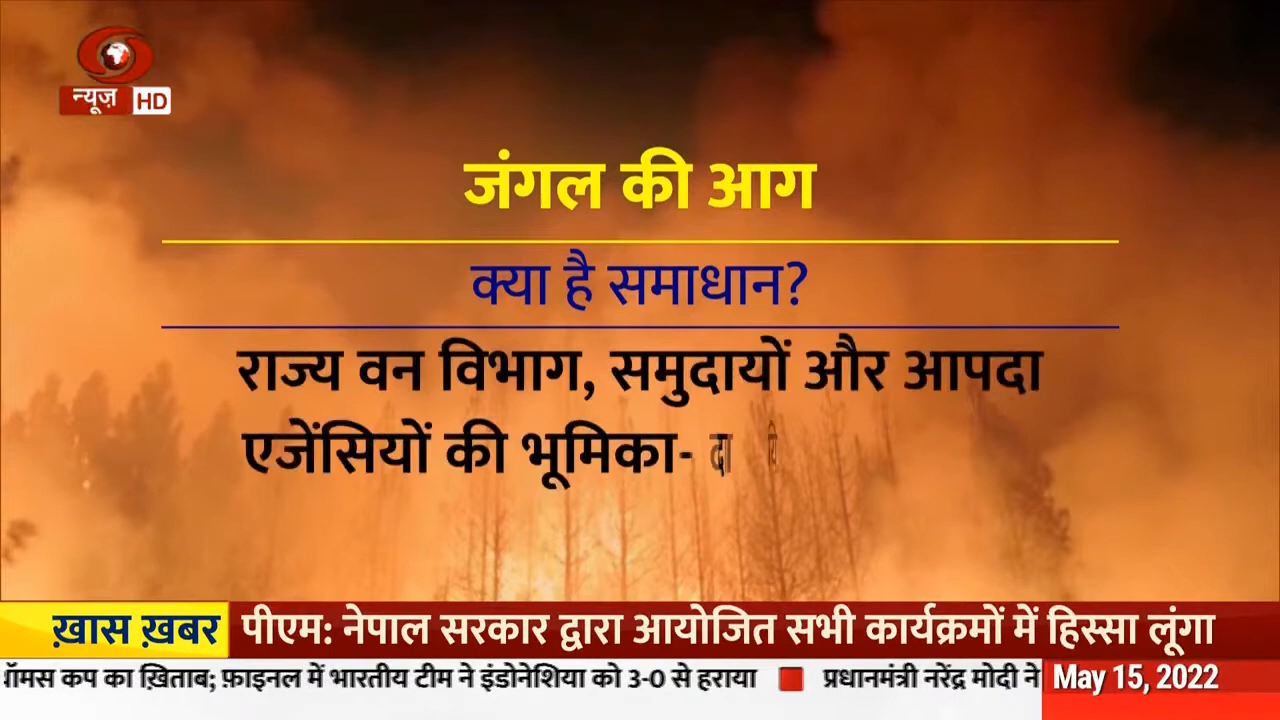 न्यूज़ HD
जंगल की आग
क्या है समाधान?
राज्य वन विभाग, समुदायों और आपदा
एजेंसियों की भूमिका-
ख़ास ख़बर
पीएम: नेपाल सरकार द्वारा आयोजित सभी कार्यक्रमों में हिस्सा लूंगा
कप का ख़िताब; फ़ाइनल में भारतीय टीम ने इंडोनेशिया को 3-0 से हराया
प्रधानमंत्री नरेंद्र मोदी ने
May 15, 2022